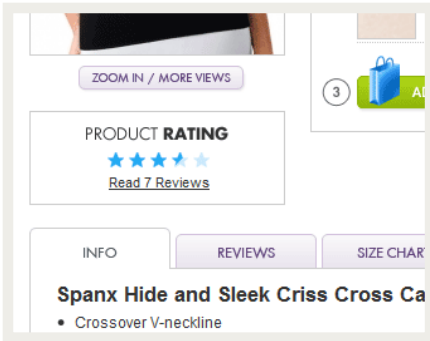 ZOOM IN / MORE VIEWS
3
PRODUCT RATING
Read 7 Reviews
INFO
REVIEWS
SIZE CHAR
Spanx Hide and Sleek Criss Cross Ca
• Crossover V-neckline